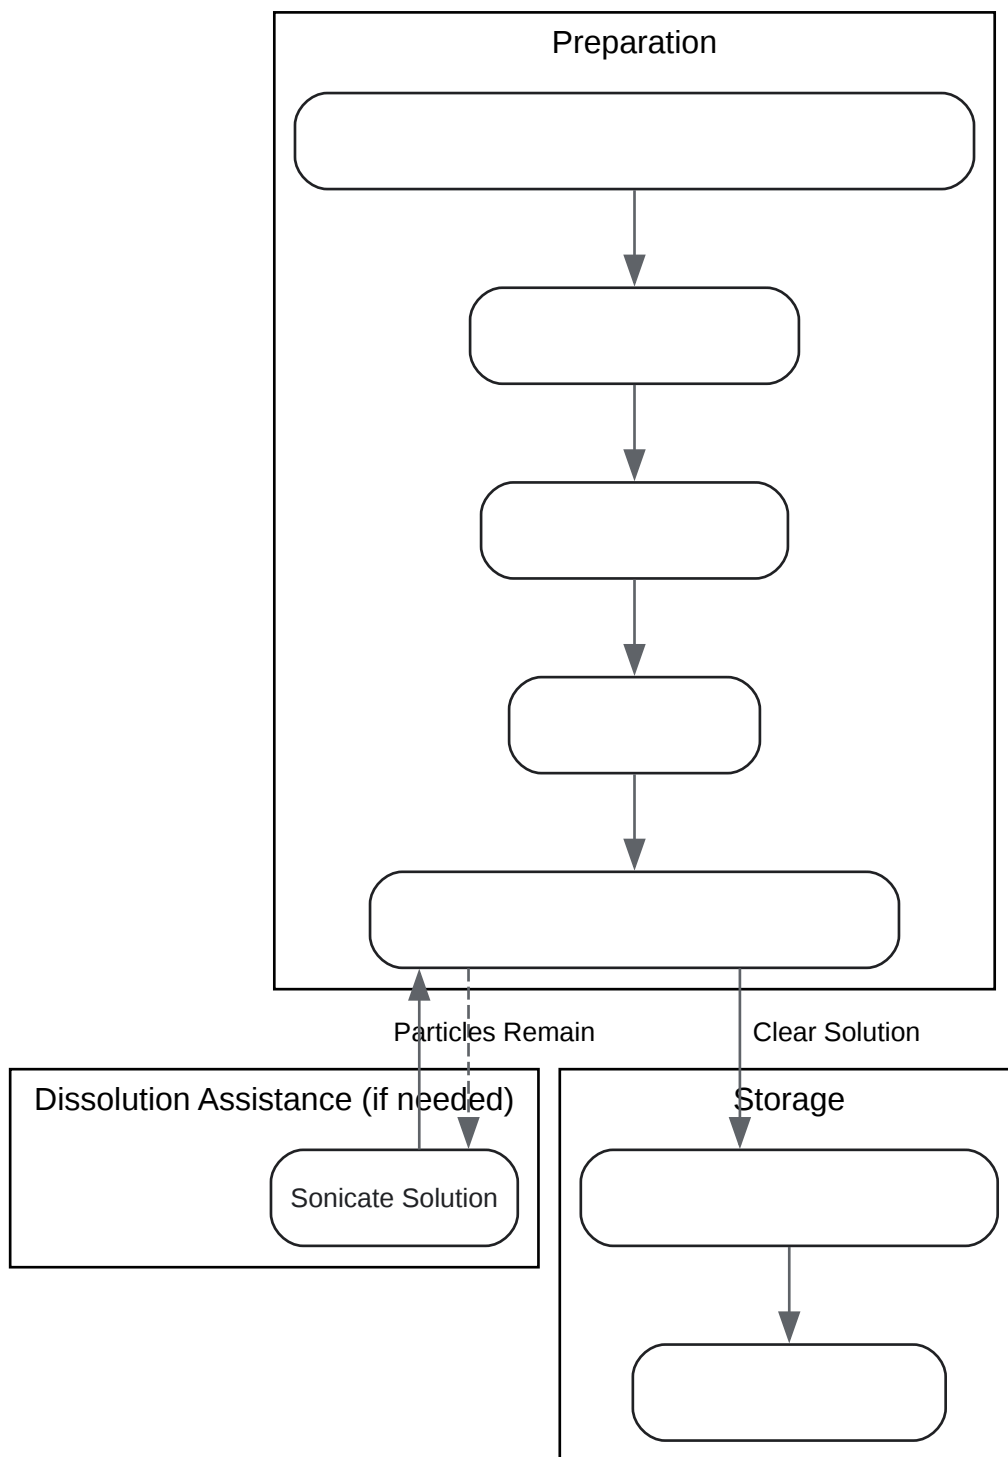 Preparation
Particles Remain
Clear Solution
Dissolution Assistance (if needed)
Storage
Sonicate Solution